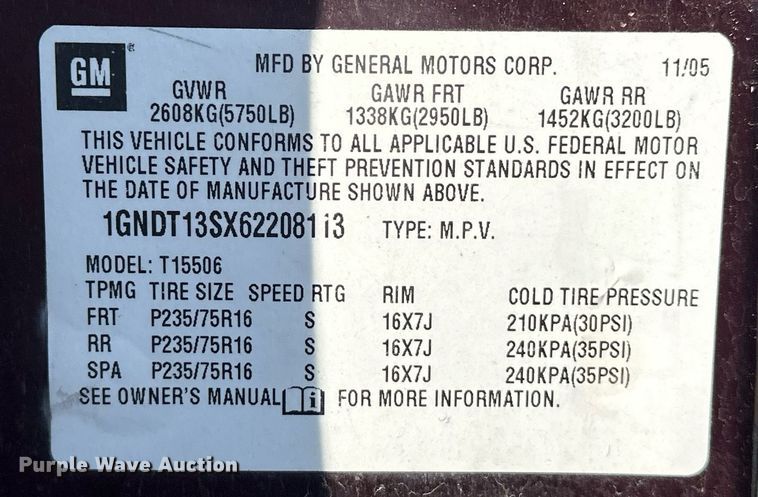 GM
MFD BY GENERAL MOTORS CORP. 11/05
GVWR GAWR FRT GAWR RR
2608KG(5750LB) 1338KG(2950LB) 1452KG(3200LB)
THIS VEHICLE CONFORMS TO ALL APPLICABLE U.S. FEDERAL MOTOR
VEHICLE SAFETY AND THEFT PREVENTION STANDARDS IN EFFECT ON
THE DATE OF MANUFACTURE SHOWN ABOVE.
1GNDT13SX62208113 TYPE: M.P.V.
MODEL: T15506
TPMG TIRE SIZE SPEED RTG RIM COLD TIRE PRESSURE
FRT P235/75R16 S 16X7J 210KPA(30PSI)
RR P235/75R16 S 16X7J 240KPA(35PSI)
SPA P235/75R16 S 16X7J 240KPA(35PSI)
SEE OWNER'S MANUAL i FOR MORE INFORMATION.
Purple Wave Auction